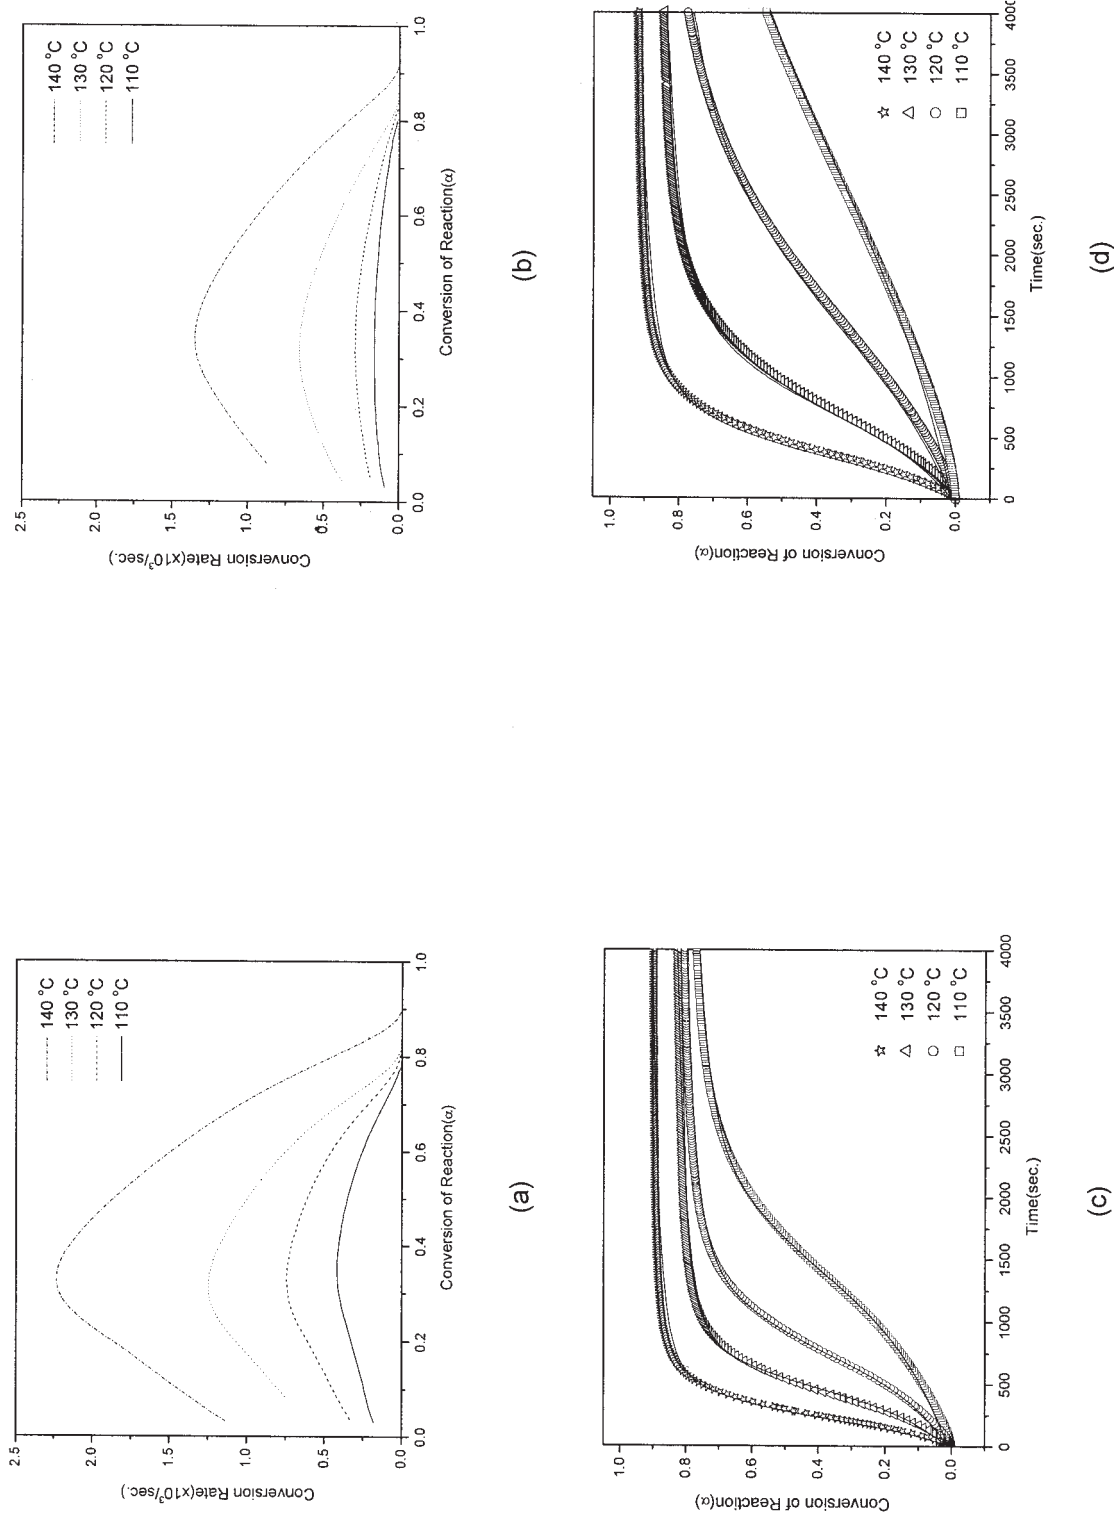 2.5
2.0
1.5
1.0
0.5
0.0
Conversion Rate(x10³/sec.)
140 °C
130 °C
120 °C
110 °C
0.0
0.2
0.4
0.6
0.8
1.0
Conversion of Reaction(α)
(a)
2.5
2.0
1.5
1.0
0.5
0.0
Conversion Rate(x10³/sec.)
140 °C
130 °C
120 °C
110 °C
0.0
0.2
0.4
0.6
0.8
1.0
Conversion of Reaction(α)
(b)
1.0
0.8
0.6
0.4
0.2
0.0
Conversion of Reaction(α)
140 °C
130 °C
120 °C
110 °C
0
500
1000
1500
2000
2500
3000
3500
4000
Time(sec.)
(c)
1.0
0.8
0.6
0.4
0.2
0.0
Conversion of Reaction(α)
140 °C
130 °C
120 °C
110 °C
0
500
1000
1500
2000
2500
3000
3500
4000
Time(sec.)
(d)